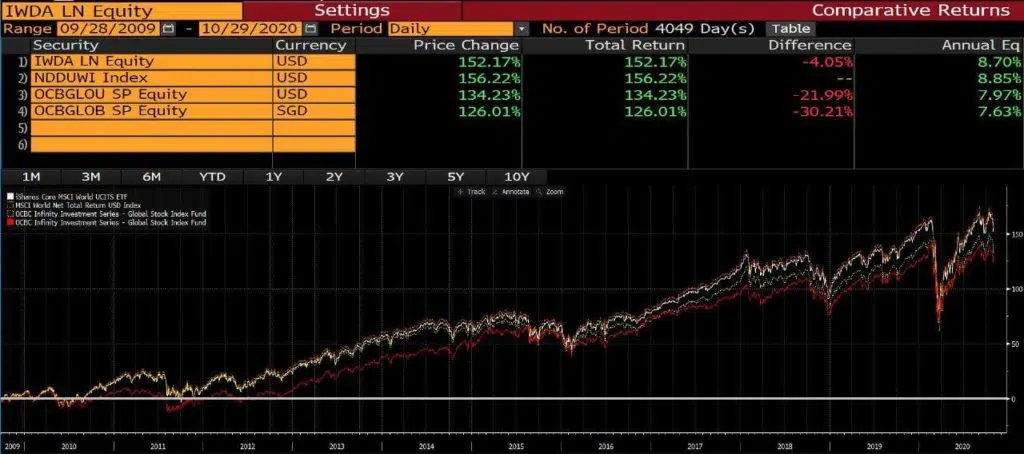 IWDA LN Equity Settings Comparative Returns
Range 09/28/2009 - 10/29/2020 Period Daily No. of Period 4049 Day(s) Table
Security Currency Price Change Total Return Difference Annual Eq
1) IWDA LN Equity USD 152.17% 152.17% -4.05% 8.70%
2) NDDUWI Index USD 156.22% 156.22% -- 8.85%
3) OCBGLOU SP Equity USD 134.23% 134.23% -21.99% 7.97%
4) OCBGLOB SP Equity SGD 126.01% 126.01% -30.21% 7.63%
5)
6)
1M 3M 6M YTD 1Y 2Y 3Y 5Y 10Y
Track Annotate Zoom
iShares Core MSCI World UCITS ETF
MSCI World Net Total Return USD Index
OCBC Infinity Investment Series - Global Stock Index Fund
OCBC Infinity Investment Series - Global Stock Index Fund
150
100
50
0
2009 2010 2011 2012 2013 2014 2015 2016 2017 2018 2019 2020